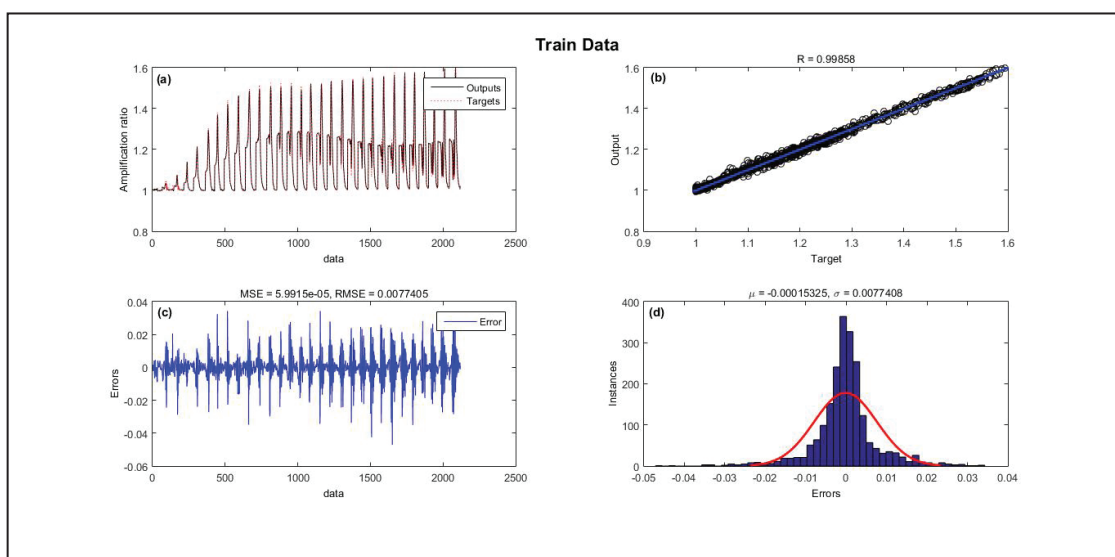 Train Data
(a)
1.6
1.4
1.2
1
0.8
Amplification ratio
Outputs
Targets
0
500
1000
1500
2000
2500
data
R = 0.99858
(b)
1.6
1.4
1.2
1
0.8
Output
0.9
1
1.1
1.2
1.3
1.4
1.5
1.6
Target
MSE = 5.9915e-05, RMSE = 0.0077405
(c)
0.04
0.02
0
-0.02
-0.04
-0.06
Errors
Error
0
500
1000
1500
2000
2500
data
μ = -0.00015325, σ = 0.0077408
(d)
400
300
200
100
0
Instances
-0.05
-0.04
-0.03
-0.02
-0.01
0
0.01
0.02
0.03
0.04
Errors